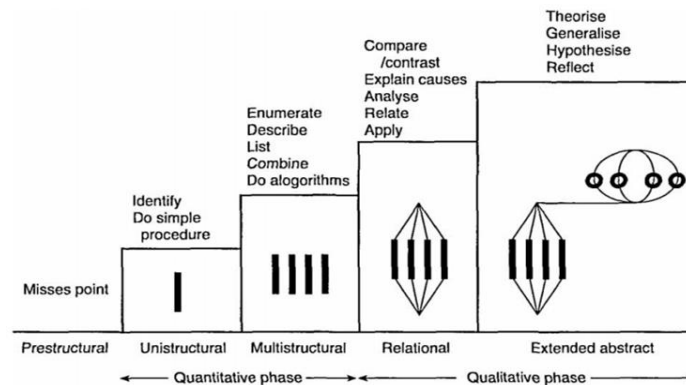 Theorise
Generalise
Hypothesise
Reflect
Compare
/contrast
Explain causes
Analyse
Relate
Apply
Enumerate
Describe
List
Combine
Do alogorithms
Identify
Do simple
procedure
Misses point
Prestructural
Unistructural
Multistructural
Relational
Extended abstract
Quantitative phase
Qualitative phase